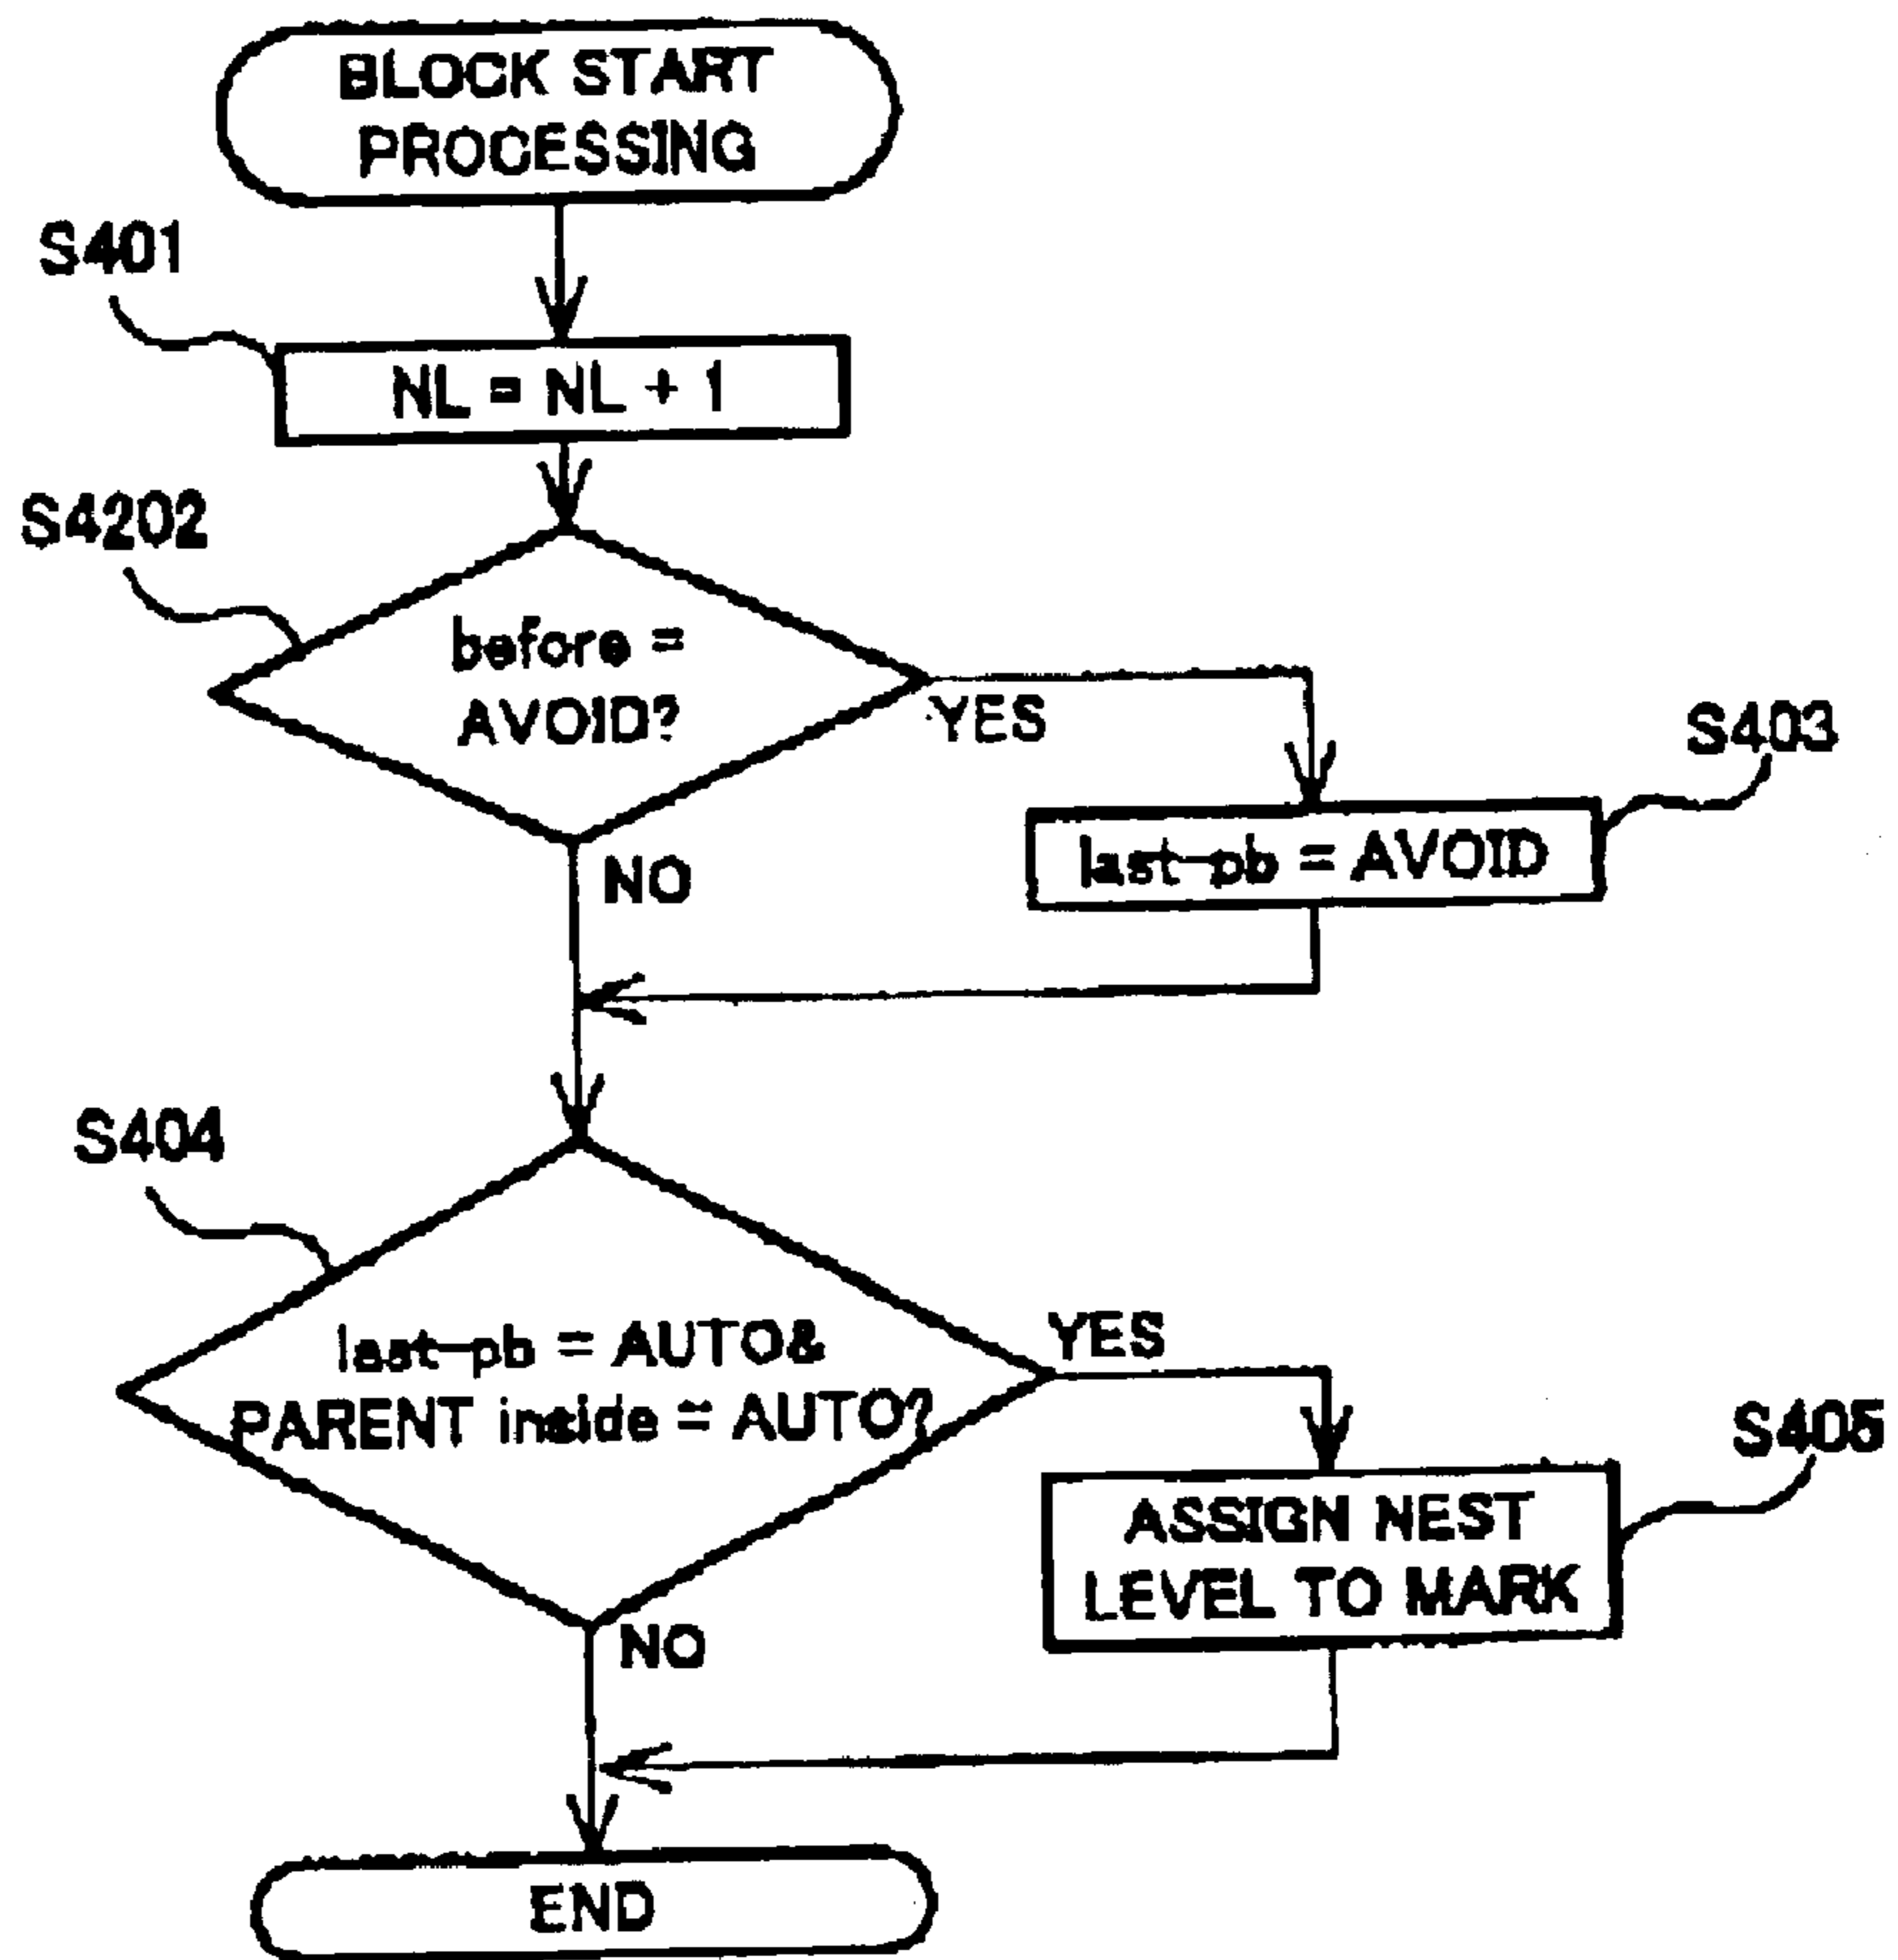 BLOCK START
PROCESSING
S401
NL = NL + 1
S4202
before =
AVOID?
YES
S403
last-pb = AVOID
NO
S404
last-pb = AUTO&
PARENT inside = AUTO?
YES
S405
ASSIGN NEST
LEVEL TO MARK
NO
END